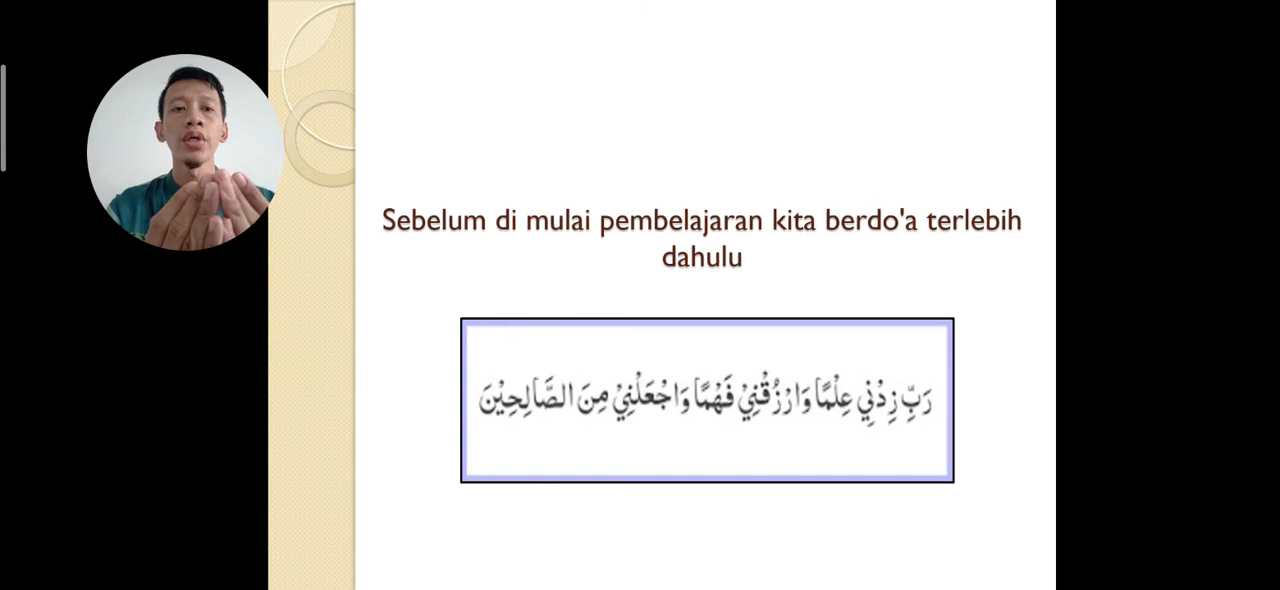 Sebelum di mulai pembelajaran kita berdo'a terlebih
dahulu
رَبِّ زِدْنِي عِلْمًا وَارْزُقْنِيْ فَهْمًا وَاجْعَلْنِيْ مِنَ الصَّالِحِيْنَ